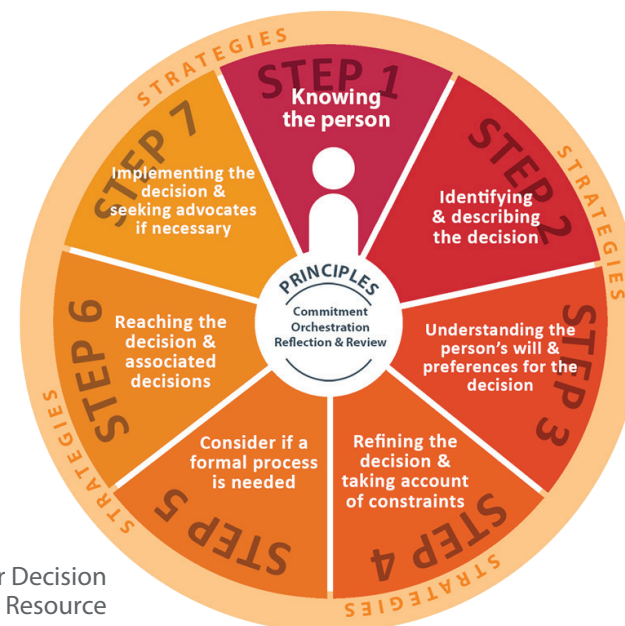 STRATEGIES
STEP 1
Knowing
the person
STEP 2
Identifying
& describing
the decision
STRATEGIES
STEP 3
Understanding the
person's will &
preferences for the
decision
STEP 4
Refining the
decision &
taking account
of constraints
STRATEGIES
STEP 5
Consider if a
formal process
is needed
STEP 6
Reaching the
decision &
associated
decisions
STRATEGIES
STEP 7
Implementing the
decision &
seeking advocates
if necessary
PRINCIPLES
Commitment
Orchestration
Reflection & Review
r Decision
Resource